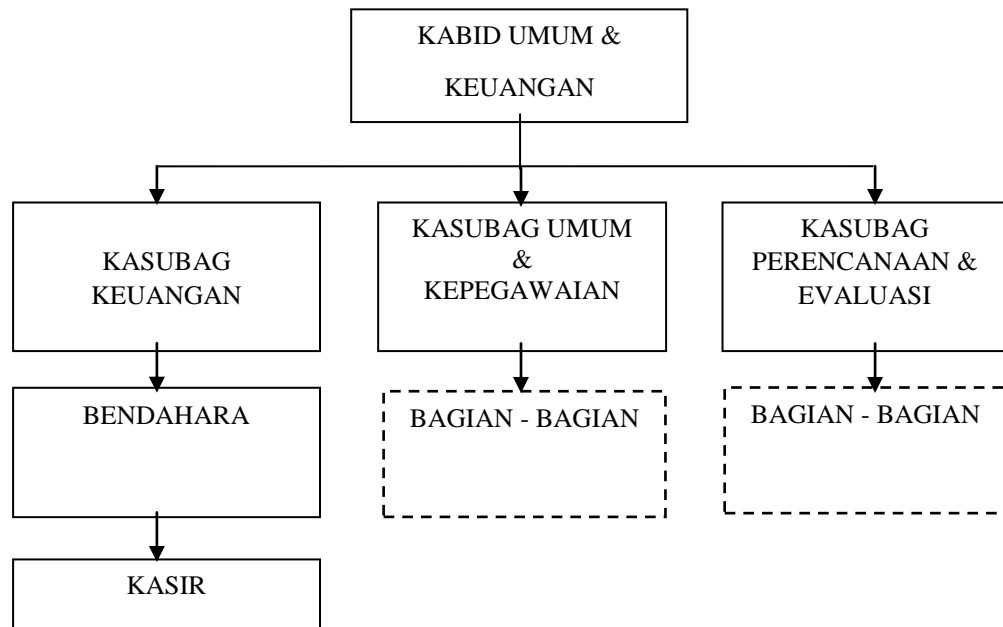 KABID UMUM &
KEUANGAN
KASUBAG
KEUANGAN
KASUBAG UMUM
&
KEPEGAWAIAN
KASUBAG
PERENCANAAN &
EVALUASI
BENDAHARA
BAGIAN - BAGIAN
BAGIAN - BAGIAN
KASIR